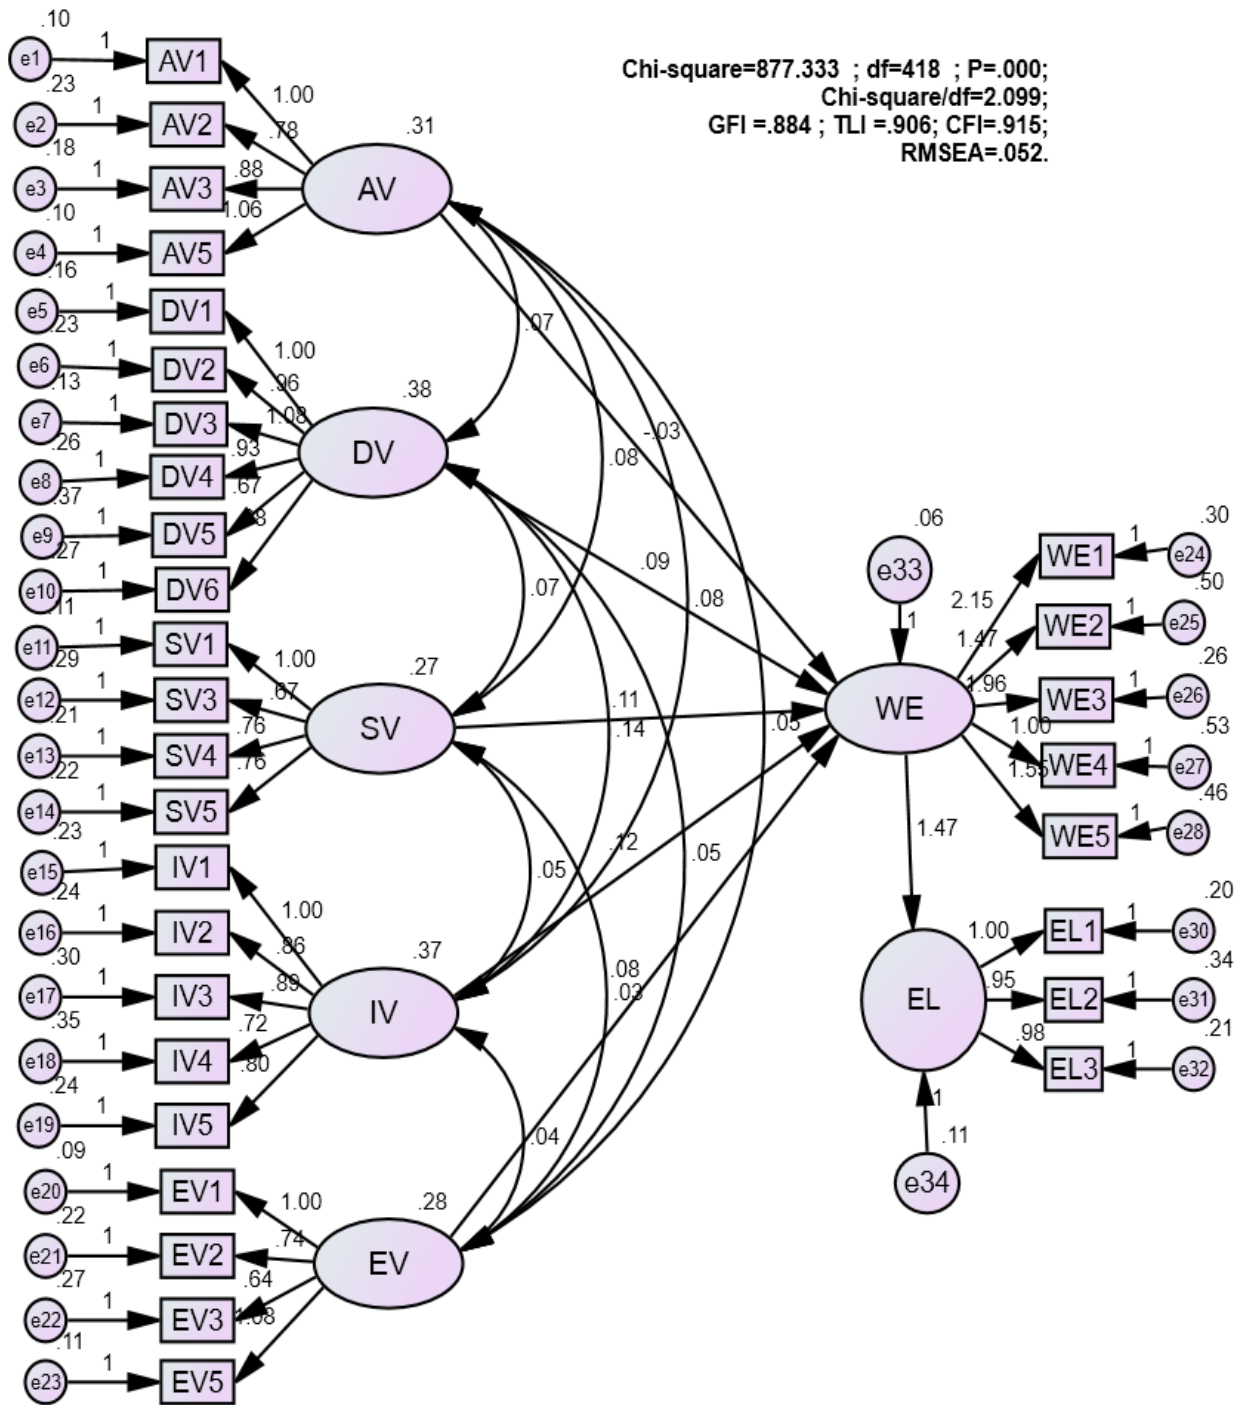 Chi-square=877.333 ; df=418 ; P=.000;
Chi-square/df=2.099;
GFI =.884 ; TLI =.906; CFI=.915;
RMSEA=.052.
.10
e1
1
AV1
.23
e2
1
AV2
.18
e3
1
AV3
.10
e4
1
AV5
1.00
.78
.88
1.06
.31
AV
.16
e5
1
DV1
.23
e6
1
DV2
.13
e7
1
DV3
.26
e8
1
DV4
.37
e9
1
DV5
.27
e10
1
DV6
1.00
.96
1.08
.93
.67
.38
DV
.11
e11
1
SV1
.29
e12
1
SV3
.21
e13
1
SV4
.22
e14
1
SV5
1.00
.67
.76
.76
.27
SV
.23
e15
1
IV1
.24
e16
1
IV2
.30
e17
1
IV3
.35
e18
1
IV4
.24
e19
1
IV5
1.00
.86
.89
.72
.80
.37
IV
.09
e20
1
EV1
.22
e21
1
EV2
.27
e22
1
EV3
.11
e23
1
EV5
1.00
.74
.64
1.08
.28
EV
.07
-.03
.08
.09
.08
.07
.11
.14
.05
.12
.05
.05
.08
.03
.04
.06
e33
1
WE
2.15
1.47
1.96
1.00
1.55
WE1
1
e24
.30
WE2
1
e25
.50
WE3
1
e26
.26
WE4
1
e27
.53
WE5
1
e28
.46
1.47
EL
1.00
.95
.98
EL1
1
e30
.20
EL2
1
e31
.34
EL3
1
e32
.21
1
.11
e34